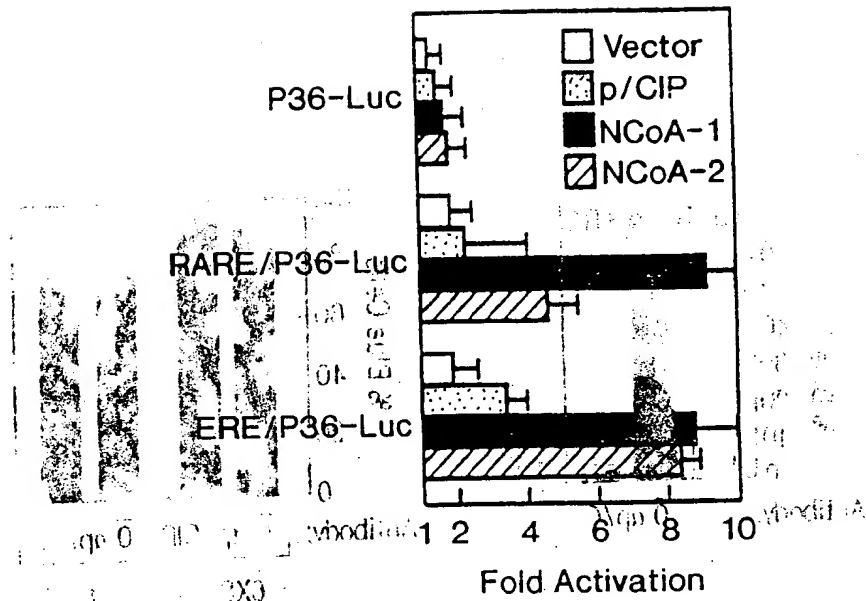 Vector
p/CIP
NCoA-1
NCoA-2
P36-Luc
RARE/P36-Luc
ERE/P36-Luc
1 2 4 6 8 10
Fold Activation